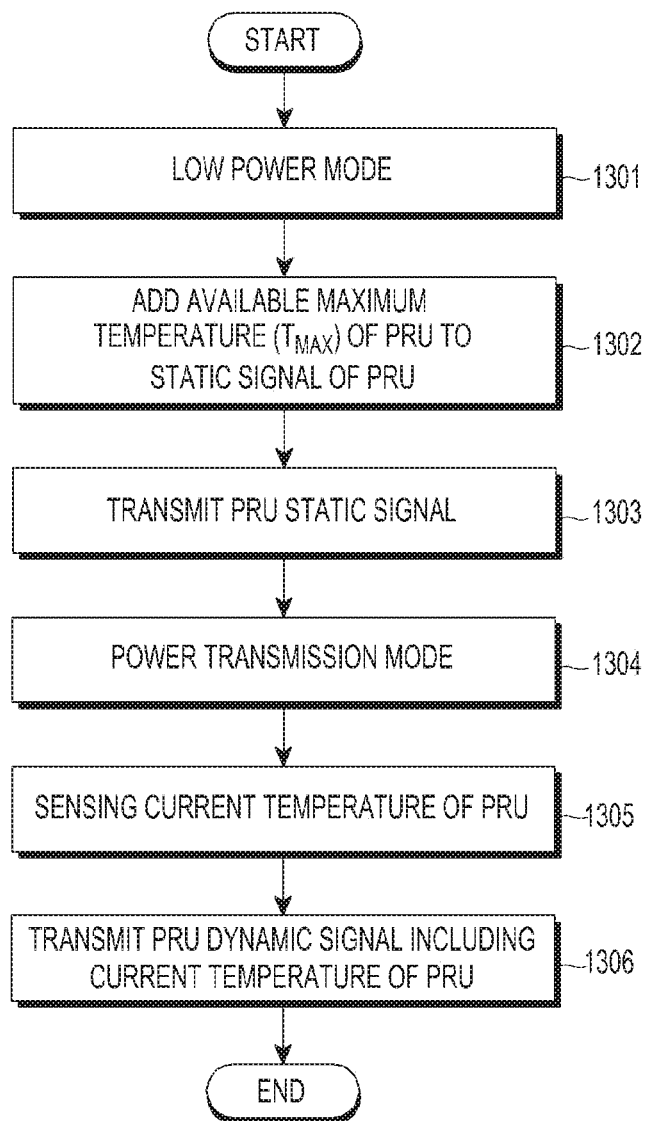 START
LOW POWER MODE
1301
ADD AVAILABLE MAXIMUM
TEMPERATURE (TMAX) OF PRU TO
STATIC SIGNAL OF PRU
1302
TRANSMIT PRU STATIC SIGNAL
1303
POWER TRANSMISSION MODE
1304
SENSING CURRENT TEMPERATURE OF PRU
1305
TRANSMIT PRU DYNAMIC SIGNAL INCLUDING
CURRENT TEMPERATURE OF PRU
1306
END